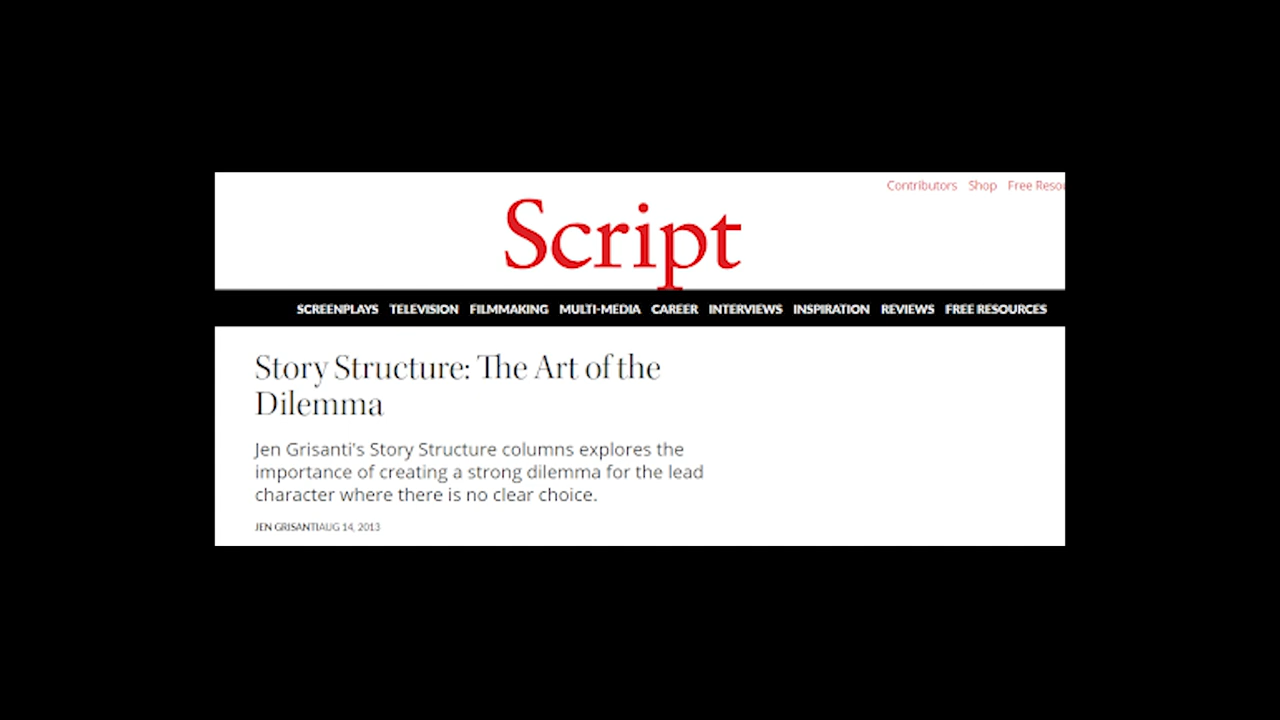 Contributors Shop Free Resou
Script
SCREENPLAYS TELEVISION FILMMAKING MULTI-MEDIA CAREER INTERVIEWS INSPIRATION REVIEWS FREE RESOURCES
Story Structure: The Art of the
Dilemma
Jen Grisanti's Story Structure columns explores the
importance of creating a strong dilemma for the lead
character where there is no clear choice.
JEN GRISANTIAUG 14, 2013